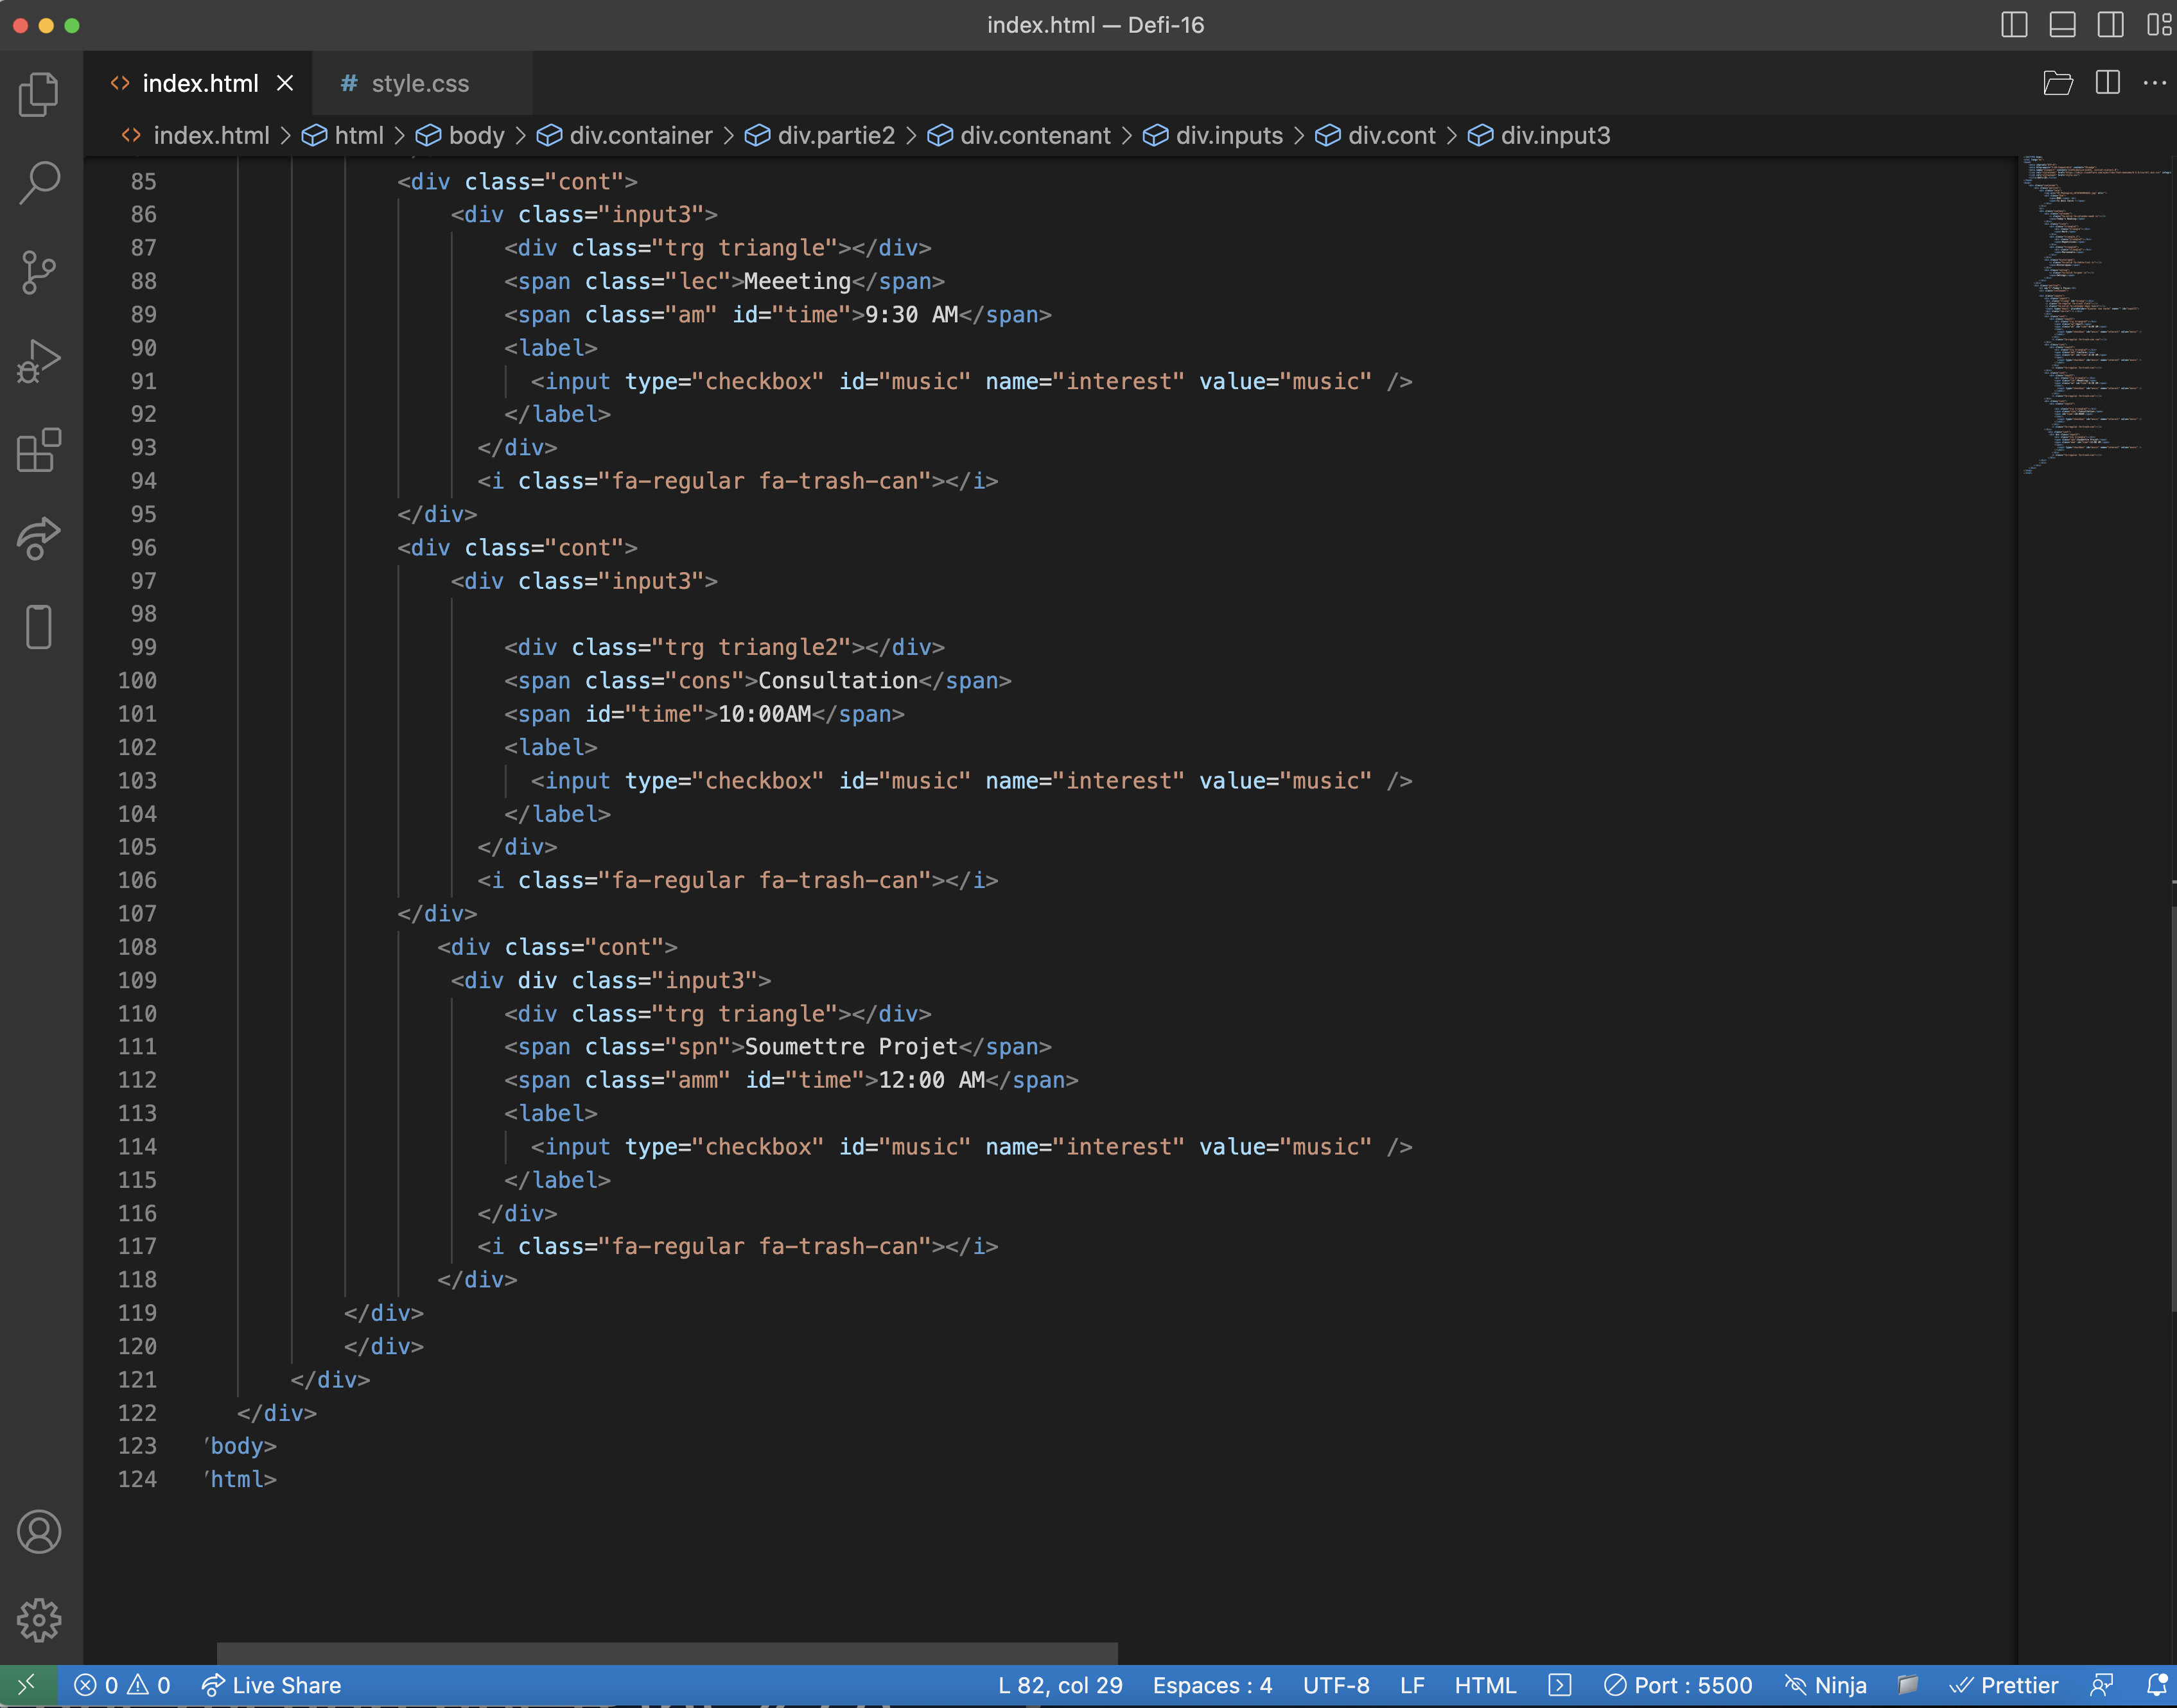 index.html — Defi-16
index.html
# style.css
index.html > html > body > div.container > div.partie2 > div.contenant > div.inputs > div.cont > div.input3
85 <div class="cont">
86 <div class="input3">
87 <div class="trg triangle"></div>
88 <span class="lec">Meeeting</span>
89 <span class="am" id="time">9:30 AM</span>
90 <label>
91 <input type="checkbox" id="music" name="interest" value="music" />
92 </label>
93 </div>
94 <i class="fa-regular fa-trash-can"></i>
95 </div>
96 <div class="cont">
97 <div class="input3">
98
99 <div class="trg triangle2"></div>
100 <span class="cons">Consultation</span>
101 <span id="time">10:00AM</span>
102 <label>
103 <input type="checkbox" id="music" name="interest" value="music" />
104 </label>
105 </div>
106 <i class="fa-regular fa-trash-can"></i>
107 </div>
108 <div class="cont">
109 <div div class="input3">
110 <div class="trg triangle"></div>
111 <span class="spn">Soumettre Projet</span>
112 <span class="amm" id="time">12:00 AM</span>
113 <label>
114 <input type="checkbox" id="music" name="interest" value="music" />
115 </label>
116 </div>
117 <i class="fa-regular fa-trash-can"></i>
118 </div>
119 </div>
120 </div>
121 </div>
122 </div>
123 /body>
124 /html>
0 0 Live Share L 82, col 29 Espaces : 4 UTF-8 LF HTML Port : 5500 Ninja Prettier